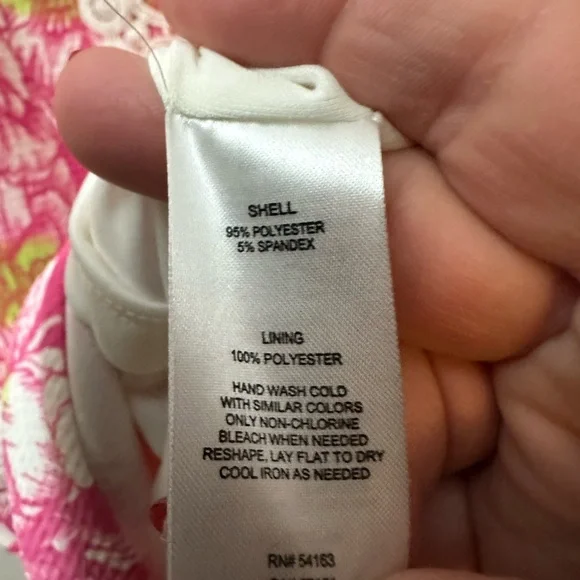 SHELL
95% POLYESTER
5% SPANDEX
LINING
100% POLYESTER
HAND WASH COLD
WITH SIMILAR COLORS
ONLY NON-CHLORINE
BLEACH WHEN NEEDED
RESHAPE, LAY FLAT TO DRY
COOL IRON AS NEEDED
RN# 54163